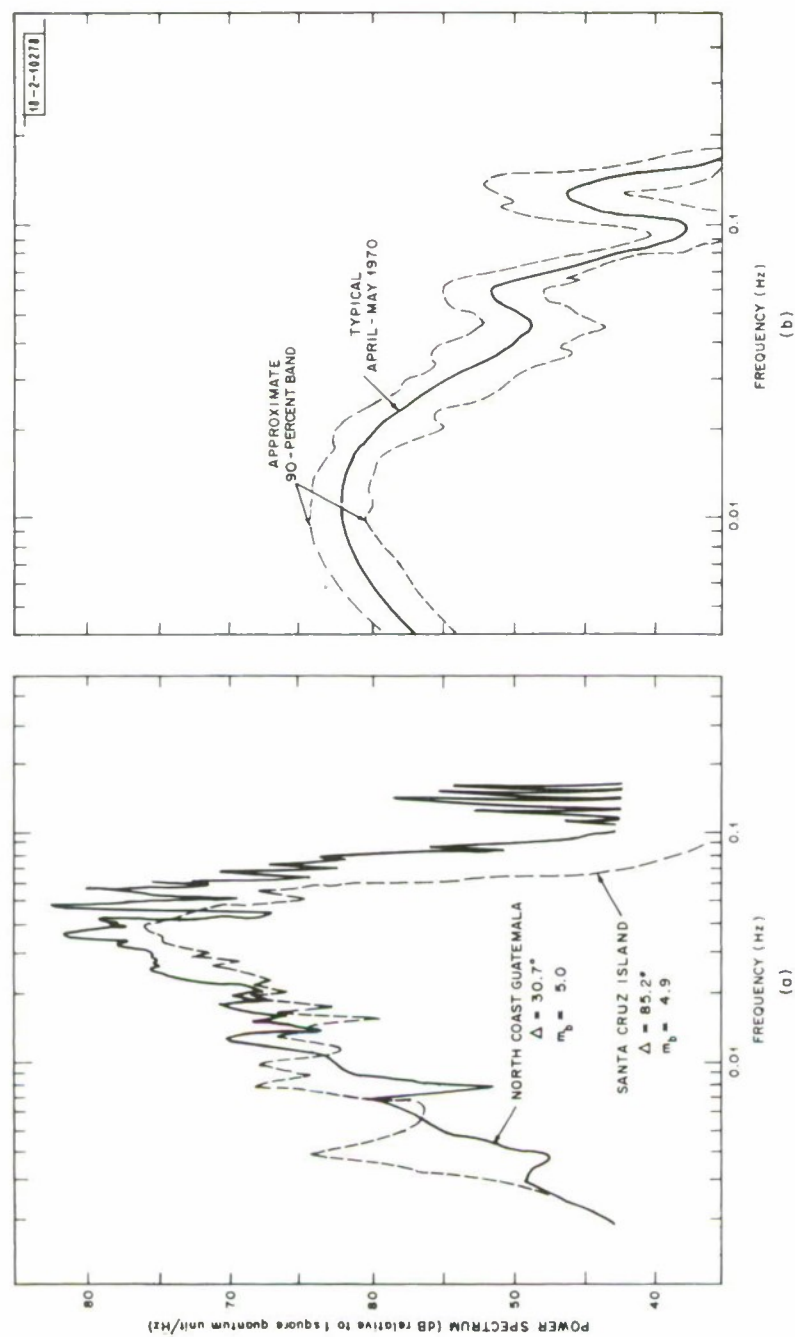 POWER SPECTRUM (dB relative to 1 square quantum unit/Hz)
80
70
60
50
40
NORTH COAST GUATEMALA
Δ = 30.7°
m_b = 5.0
SANTA CRUZ ISLAND
Δ = 85.2°
m_b = 4.9
0.01
0.1
FREQUENCY (Hz)
(a)
18-2-10278
APPROXIMATE
90-PERCENT BAND
TYPICAL
APRIL-MAY 1970
0.01
0.1
FREQUENCY (Hz)
(b)